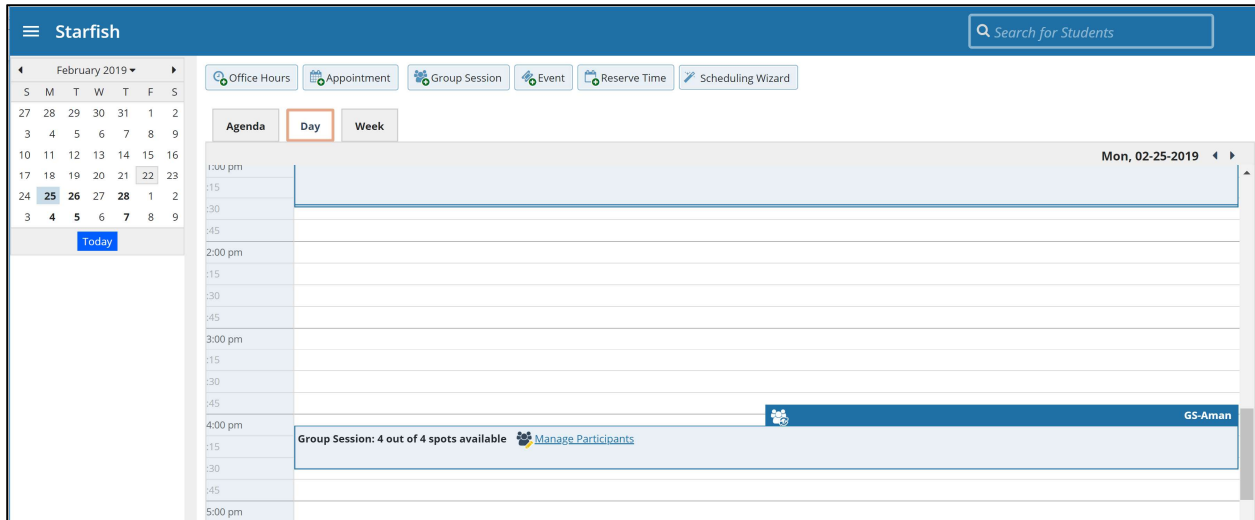 Starfish
Search for Students
February 2019
S M T W T F S
27 28 29 30 31 1 2
3 4 5 6 7 8 9
10 11 12 13 14 15 16
17 18 19 20 21 22 23
24 25 26 27 28 1 2
3 4 5 6 7 8 9
Today
Office Hours Appointment Group Session Event Reserve Time Scheduling Wizard
Agenda Day Week
Mon, 02-25-2019
1:00 pm
:15
:30
:45
2:00 pm
:15
:30
:45
3:00 pm
:15
:30
:45
GS-Aman
4:00 pm
Group Session: 4 out of 4 spots available Manage Participants
:15
:30
:45
5:00 pm